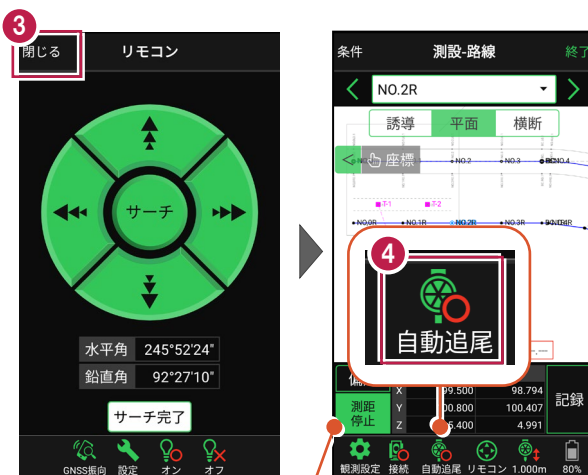 3
閉じる
リモコン
サーチ
水平角 245°52'24"
鉛直角 92°27'10"
サーチ完了
GNSS振向 設定 オン オフ
条件
測設-路線
終了
NO.2R
誘導 平面 横断
座標
NO.2
NO.3
T-1
T-2
NO.0R
NO.1R
NO.2R
NO.3R
4
自動追尾
測距
停止
X 98.794
Y 100.407
Z 4.991
記録
観測設定 接続 自動追尾 リモコン 1.000m 80%